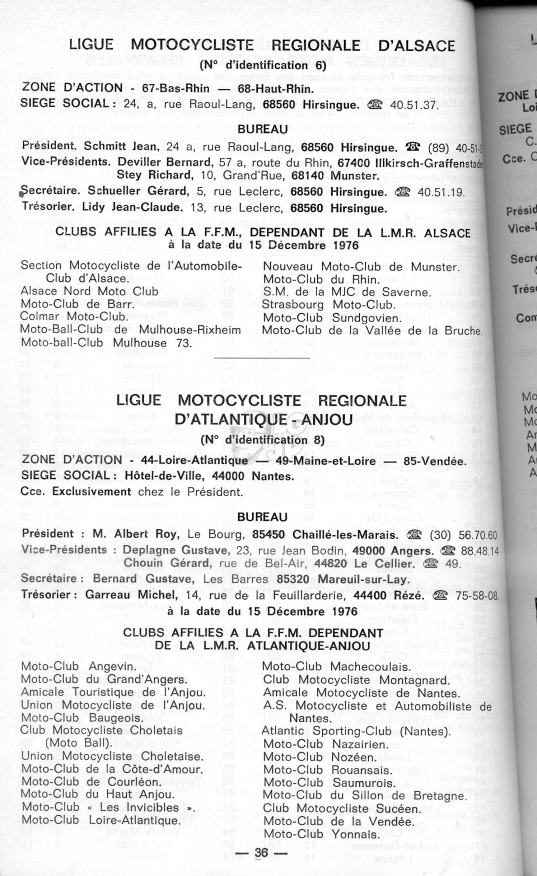 LIGUE MOTOCYCLISTE REGIONALE D'ALSACE
(N° d'identification 6)
ZONE D'ACTION - 67-Bas-Rhin — 68-Haut-Rhin.
SIEGE SOCIAL : 24, a, rue Raoul-Lang, 68560 Hirsingue. ☎ 40.51.37.
BUREAU
Président. Schmitt Jean, 24 a, rue Raoul-Lang, 68560 Hirsingue. ☎ (89) 40-51-
Vice-Présidents. Deviller Bernard, 57 a, route du Rhin, 67400 Illkirsch-Graffenstade
Stey Richard, 10, Grand'Rue, 68140 Munster.
Secrétaire. Schueller Gérard, 5, rue Leclerc, 68560 Hirsingue. ☎ 40.51.19.
Trésorier. Lidy Jean-Claude. 13, rue Leclerc, 68560 Hirsingue.
CLUBS AFFILIES A LA F.F.M., DEPENDANT DE LA L.M.R. ALSACE
à la date du 15 Décembre 1976
Section Motocycliste de l'Automobile-
Club d'Alsace.
Alsace Nord Moto Club
Moto-Club de Barr.
Colmar Moto-Club.
Moto-Ball-Club de Mulhouse-Rixheim
Moto-ball-Club Mulhouse 73.
Nouveau Moto-Club de Munster.
Moto-Club du Rhin.
S.M. de la MJC de Saverne.
Strasbourg Moto-Club.
Moto-Club Sundgovien.
Moto-Club de la Vallée de la Bruche.
LIGUE MOTOCYCLISTE REGIONALE
D'ATLANTIQUE-ANJOU
(N° d'identification 8)
ZONE D'ACTION - 44-Loire-Atlantique — 49-Maine-et-Loire — 85-Vendée.
SIEGE SOCIAL : Hôtel-de-Ville, 44000 Nantes.
Cce. Exclusivement chez le Président.
BUREAU
Président : M. Albert Roy, Le Bourg, 85450 Chaillé-les-Marais. ☎ (30) 56.70.60.
Vice-Présidents : Deplagne Gustave, 23, rue Jean Bodin, 49000 Angers. ☎ 88.48.14
Chouin Gérard, rue de Bel-Air, 44820 Le Cellier. ☎ 49.
Secrétaire : Bernard Gustave, Les Barres 85320 Mareuil-sur-Lay.
Trésorier : Garreau Michel, 14, rue de la Feuillarderie, 44400 Rézé. ☎ 75-58-08.
à la date du 15 Décembre 1976
CLUBS AFFILIES A LA F.F.M. DEPENDANT
DE LA L.M.R. ATLANTIQUE-ANJOU
Moto-Club Angevin.
Moto-Club du Grand'Angers.
Amicale Touristique de l'Anjou.
Union Motocycliste de l'Anjou.
Moto-Club Baugeois.
Club Motocycliste Choletais
(Moto Ball).
Union Motocycliste Choletaise.
Moto-Club de la Côte-d'Amour.
Moto-Club de Courléon.
Moto-Club du Haut Anjou.
Moto-Club « Les Invicibles ».
Moto-Club Loire-Atlantique.
Moto-Club Machecoulais.
Club Motocycliste Montagnard.
Amicale Motocycliste de Nantes.
A.S. Motocycliste et Automobiliste de
Nantes.
Atlantic Sporting-Club (Nantes).
Moto-Club Nazairien.
Moto-Club Nozéen.
Moto-Club Rouansais.
Moto-Club Saumurois.
Moto-Club du Sillon de Bretagne.
Club Motocycliste Sucéen.
Moto-Club de la Vendée.
Moto-Club Yonnais.
— 36 —
ZONE
SIEGE
C.
Cce.
Présid
Vice-
Secré
Trés
Com